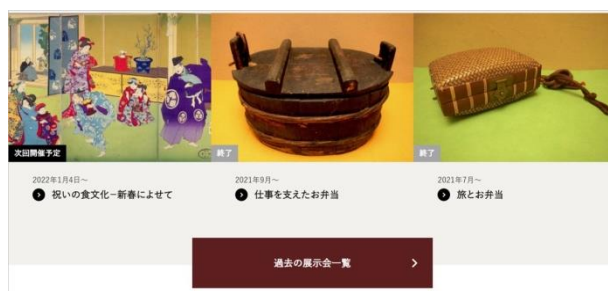 次回開催予定
終了
終了
2022年1月4日～
祝いの食文化−新春によせて
2021年9月～
仕事を支えたお弁当
2021年7月～
旅とお弁当
過去の展示会一覧